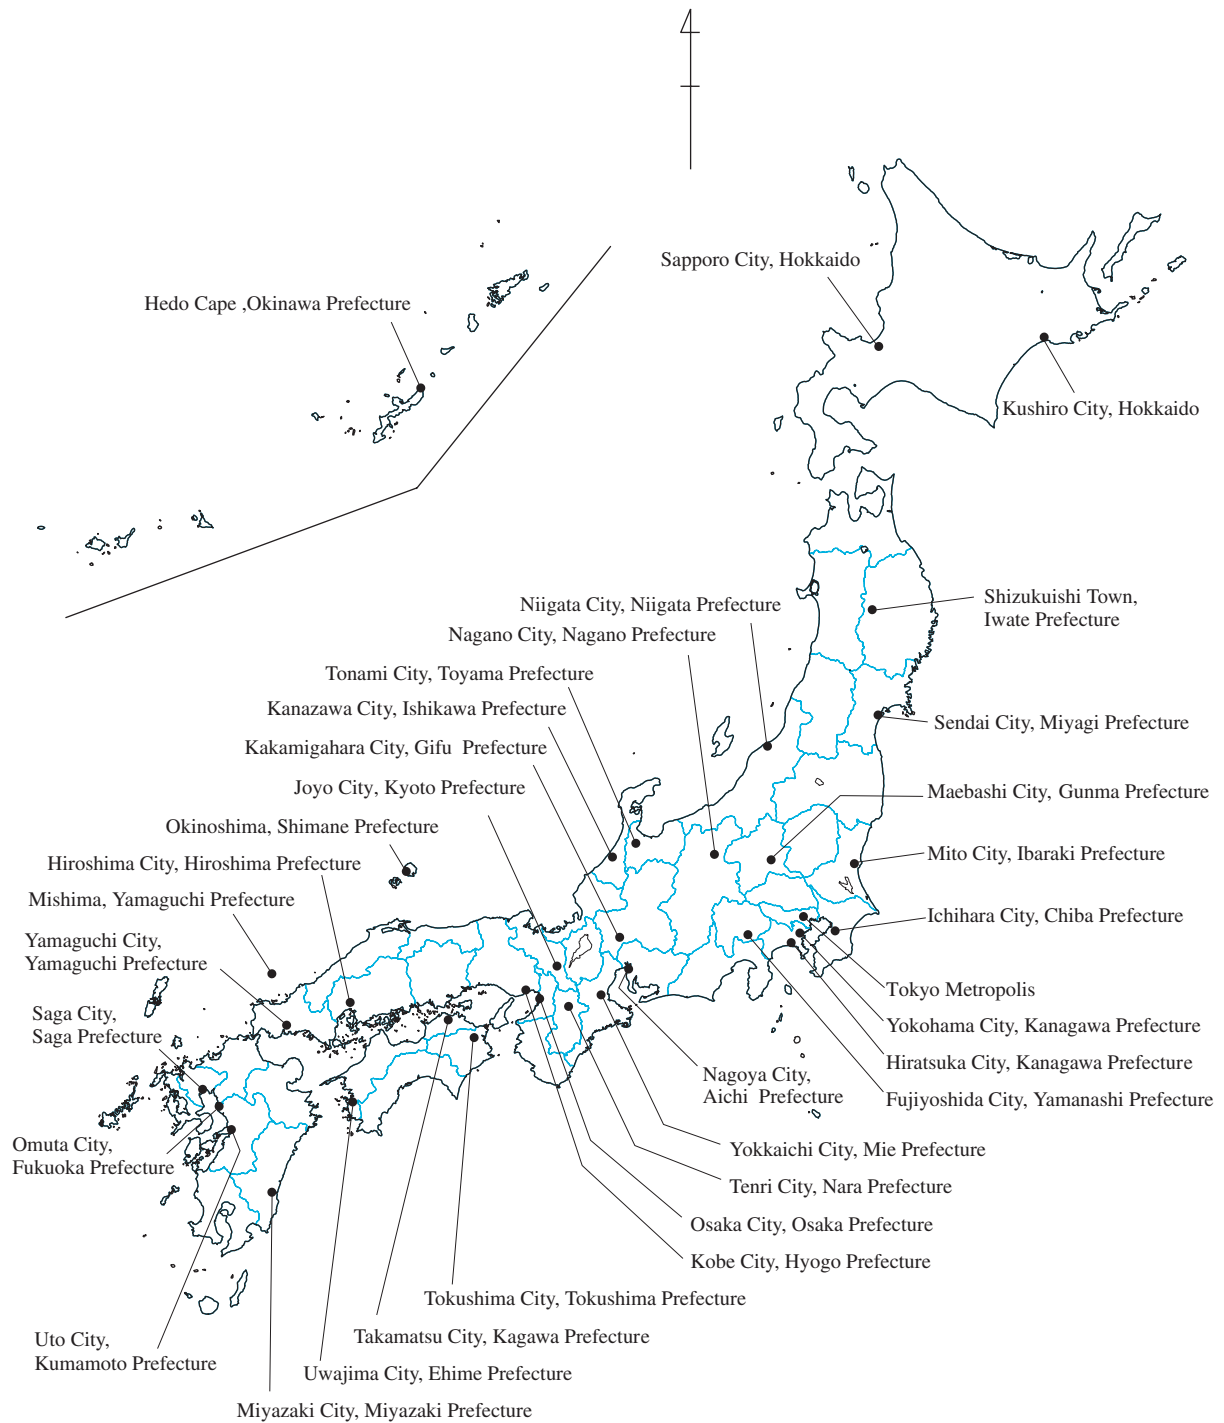 Sapporo City, Hokkaido
Hedo Cape ,Okinawa Prefecture
Kushiro City, Hokkaido
Niigata City, Niigata Prefecture
Shizukuishi Town,
Iwate Prefecture
Nagano City, Nagano Prefecture
Tonami City, Toyama Prefecture
Kanazawa City, Ishikawa Prefecture
Sendai City, Miyagi Prefecture
Kakamigahara City, Gifu Prefecture
Joyo City, Kyoto Prefecture
Maebashi City, Gunma Prefecture
Okinoshima, Shimane Prefecture
Mito City, Ibaraki Prefecture
Hiroshima City, Hiroshima Prefecture
Mishima, Yamaguchi Prefecture
Ichihara City, Chiba Prefecture
Yamaguchi City,
Yamaguchi Prefecture
Tokyo Metropolis
Saga City,
Saga Prefecture
Yokohama City, Kanagawa Prefecture
Hiratsuka City, Kanagawa Prefecture
Nagoya City,
Aichi Prefecture
Fujiyoshida City, Yamanashi Prefecture
Omuta City,
Fukuoka Prefecture
Yokkaichi City, Mie Prefecture
Tenri City, Nara Prefecture
Osaka City, Osaka Prefecture
Kobe City, Hyogo Prefecture
Tokushima City, Tokushima Prefecture
Takamatsu City, Kagawa Prefecture
Uto City,
Kumamoto Prefecture
Uwajima City, Ehime Prefecture
Miyazaki City, Miyazaki Prefecture